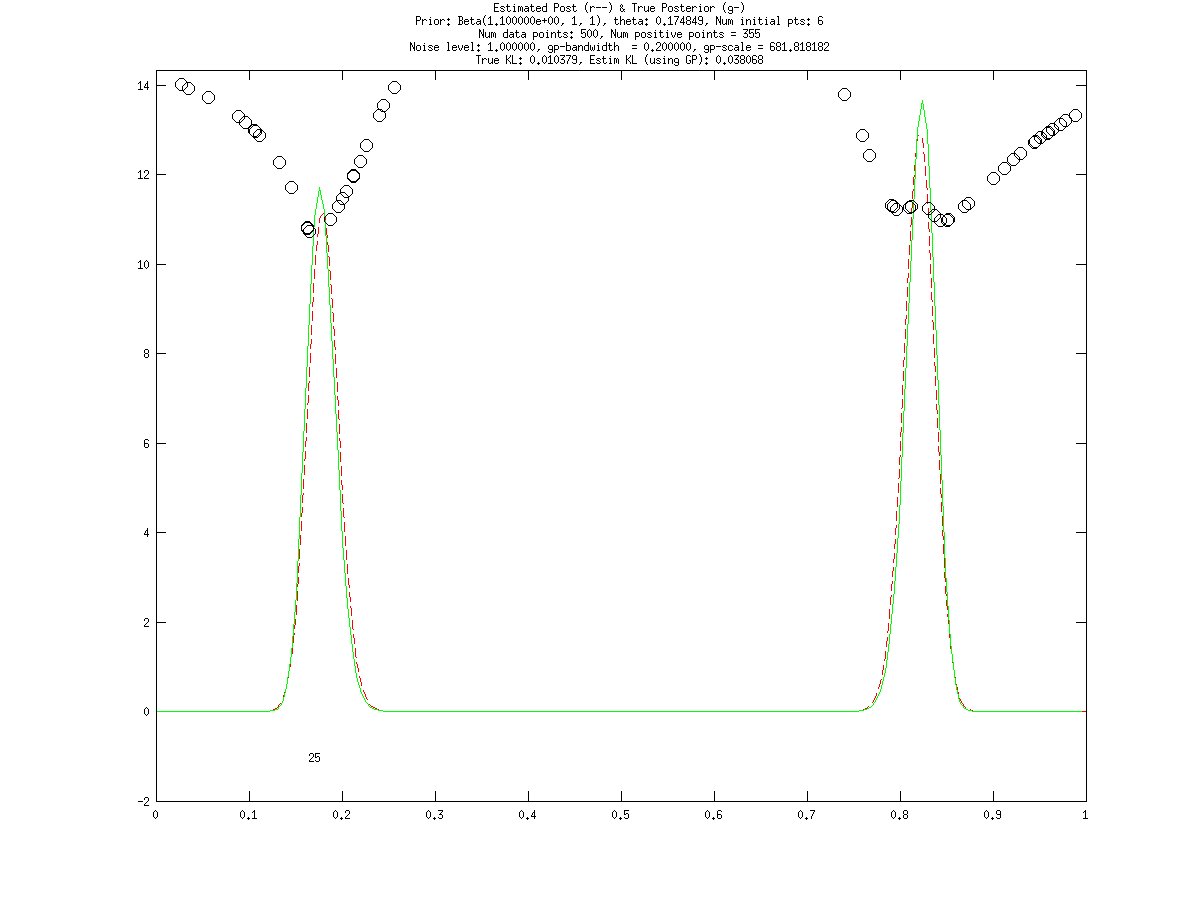 Estimated Post (r--) & True Posterior (g-)
Prior: Beta(1.100000e+00, 1, 1), theta: 0.174849, Num initial pts: 6
Num data points: 500, Num positive points = 355
Noise level: 1.000000, gp-bandwidth = 0.200000, gp-scale = 681.818182
True KL: 0.010379, Estim KL (using GP): 0.038068
14
12
10
8
6
4
2
0
25
-2
0 0.1 0.2 0.3 0.4 0.5 0.6 0.7 0.8 0.9 1